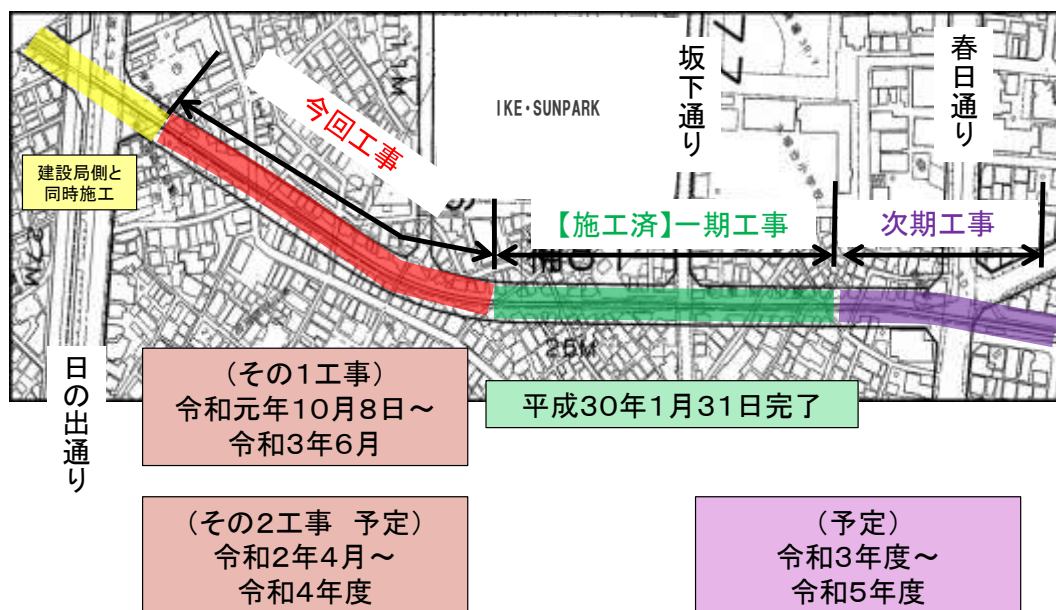 IKE・SUNPARK
坂下通り
春日通り
今回工事
建設局側と
同時施工
【施工済】一期工事
次期工事
25M
日の出通り
（その１工事）
令和元年１０月８日～
令和３年６月
平成３０年１月３１日完了
（その２工事　予定）
令和２年４月～
令和４年度
（予定）
令和３年度～
令和５年度